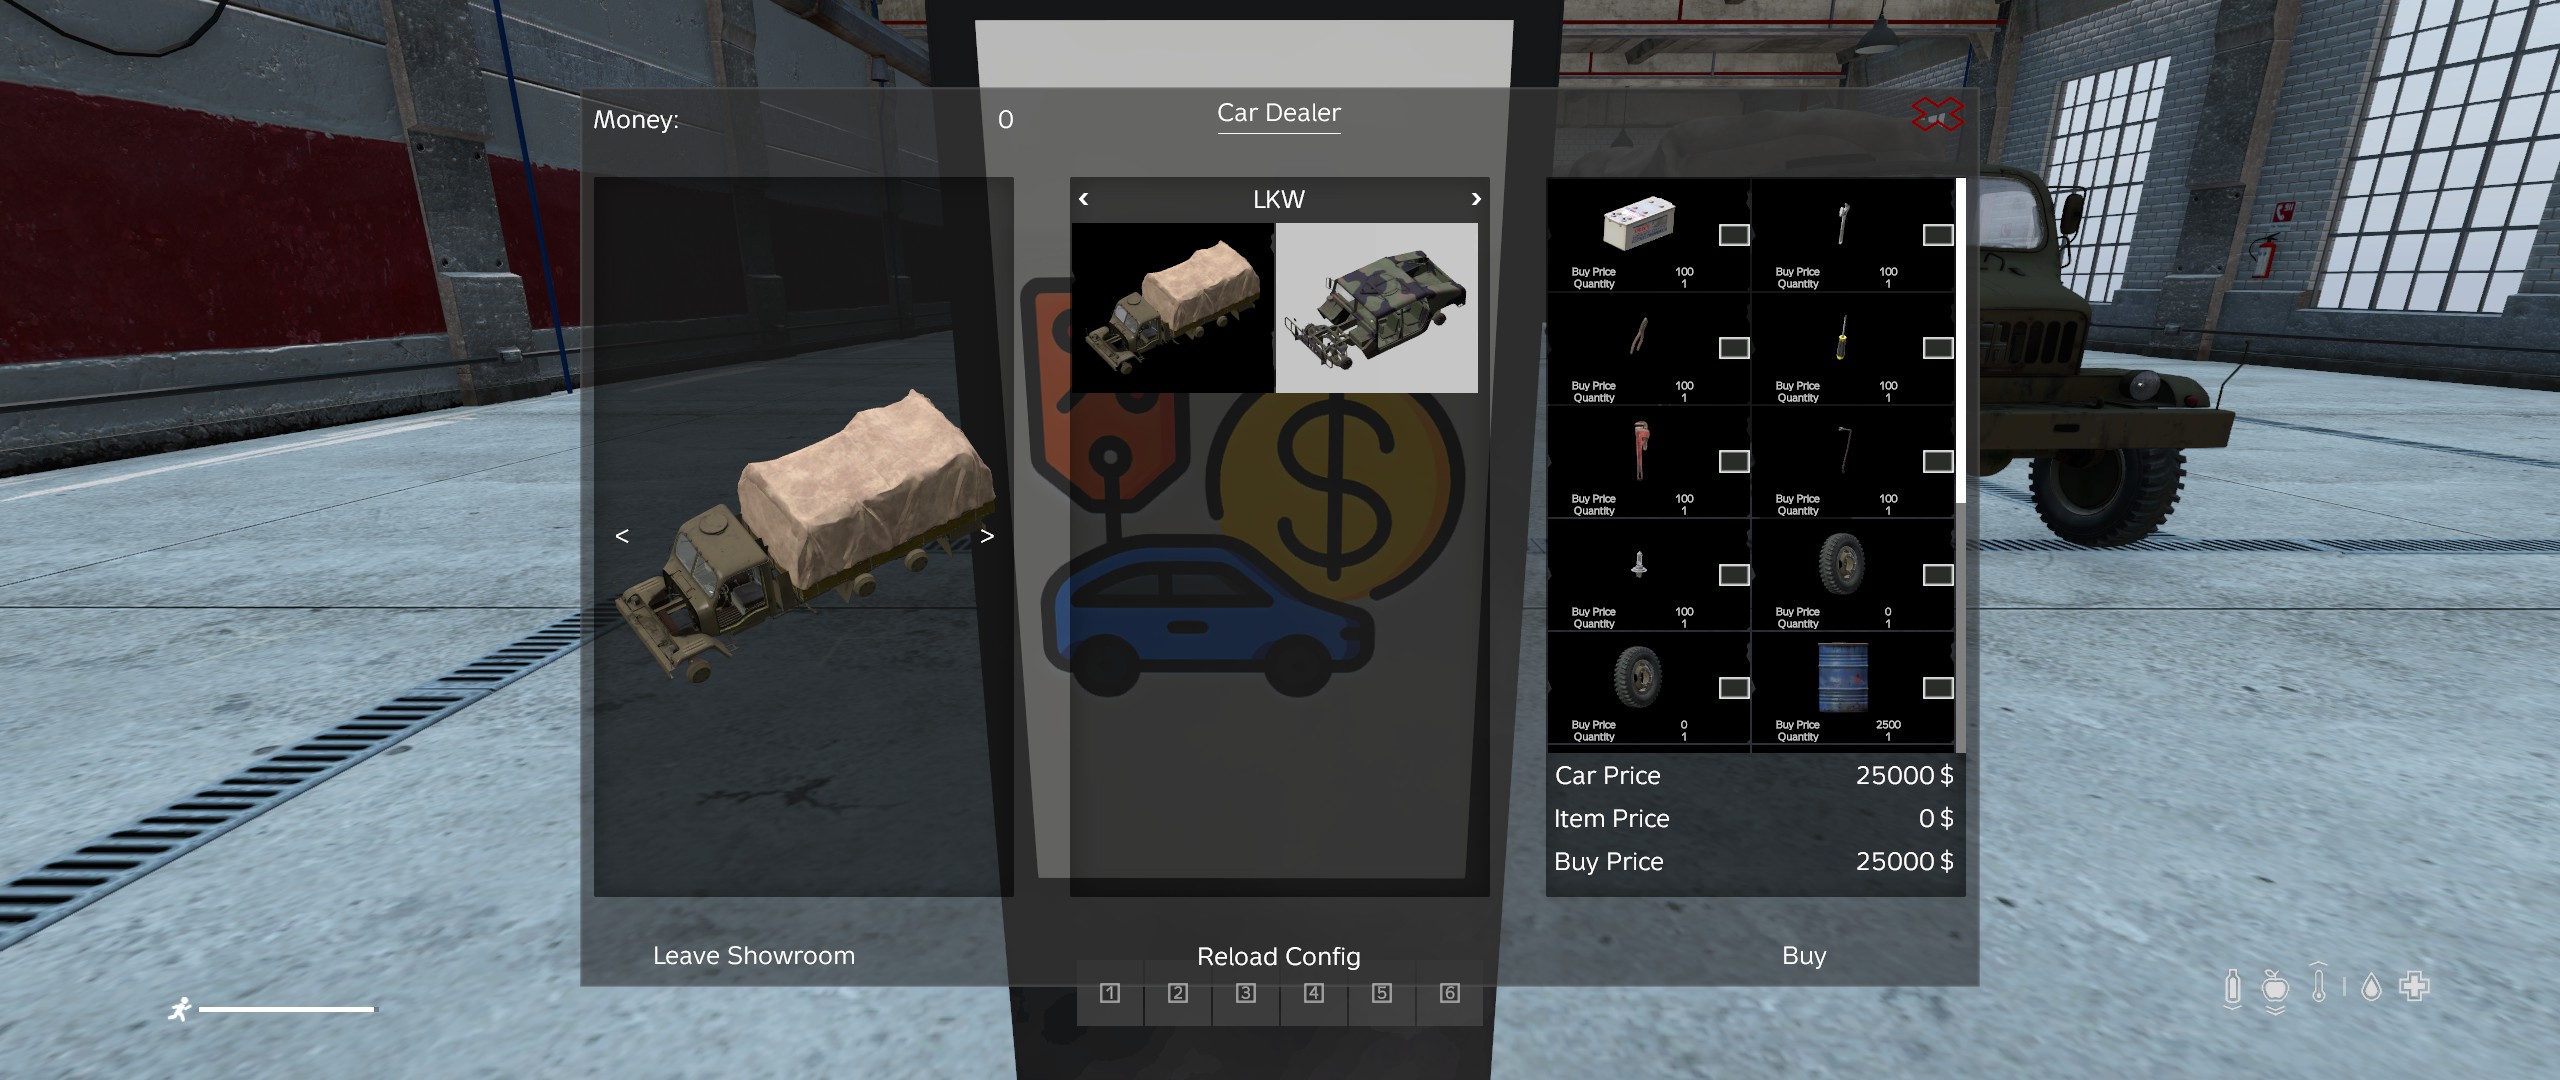 Money: 0
Car Dealer
< LKW >
< >
Buy Price 100
Quantity 1
Buy Price 100
Quantity 1
Buy Price 100
Quantity 1
Buy Price 100
Quantity 1
Buy Price 100
Quantity 1
Buy Price 100
Quantity 1
Buy Price 100
Quantity 1
Buy Price 0
Quantity 1
Buy Price 0
Quantity 1
Buy Price 2500
Quantity 1
$
Car Price 25000 $
Item Price 0 $
Buy Price 25000 $
Leave Showroom
Reload Config
Buy
1 2 3 4 5 6